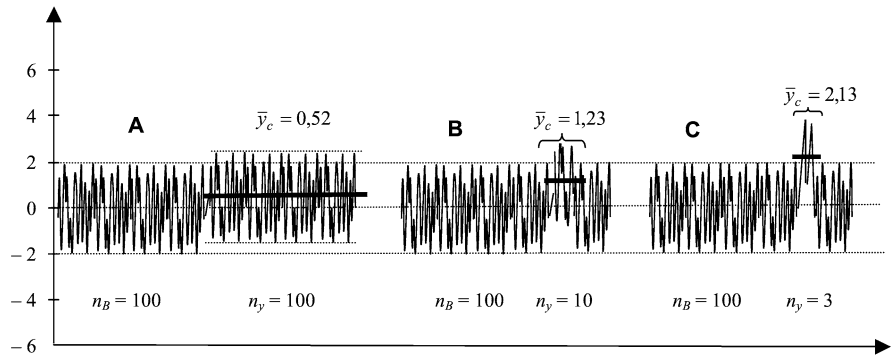 6
4
2
0
– 2
– 4
– 6
A
ȳc = 0,52
B
ȳc = 1,23
C
ȳc = 2,13
nB = 100
ny = 100
nB = 100
ny = 10
nB = 100
ny = 3